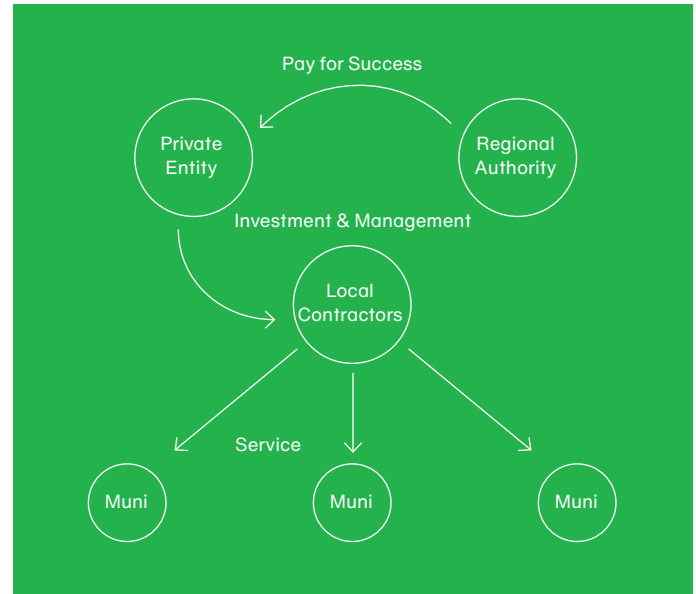 Pay for Success
Private
Entity
Regional
Authority
Investment & Management
Local
Contractors
Service
Muni
Muni
Muni